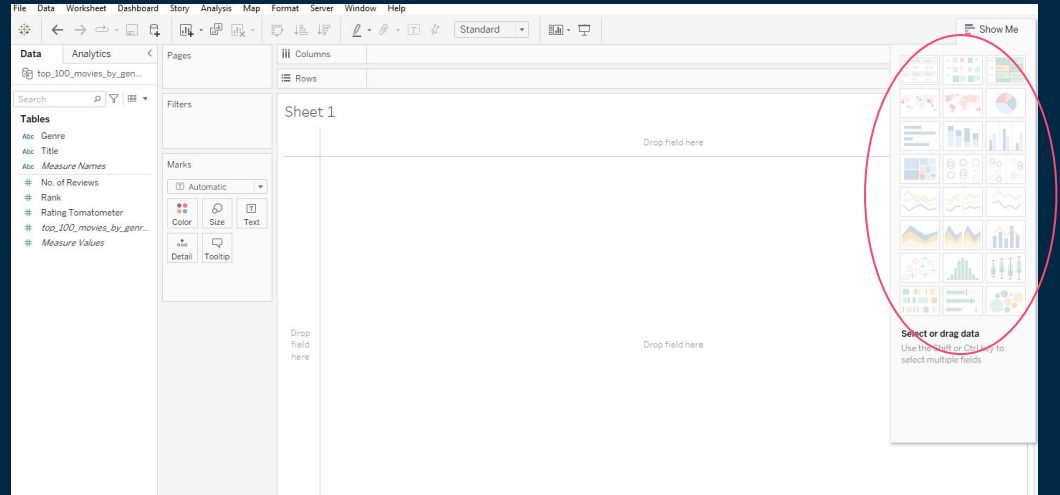 File Data Worksheet Dashboard Story Analysis Map Format Server Window Help
Standard
Show Me
Data Analytics
top_100_movies_by_gen...
Search
Tables
Abc Genre
Abc Title
Abc Measure Names
# No. of Reviews
# Rank
# Rating Tomatometer
# top_100_movies_by_genr...
# Measure Values
Pages
Filters
Marks
Automatic
Color Size Text
Detail Tooltip
Columns
Rows
Sheet 1
Drop field here
Drop
field
here
Drop field here
Select or drag data
Use the Shift or Ctrl key to
select multiple fields